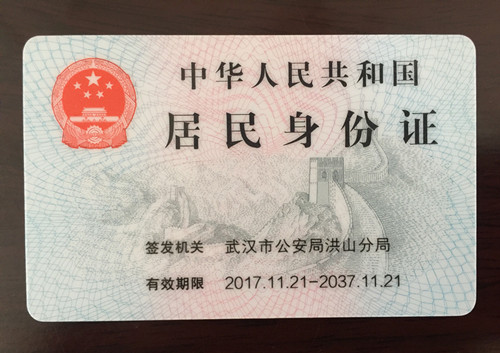 中华人民共和国
居民身份证
签发机关 武汉市公安局洪山分局
有效期限 2017.11.21-2037.11.21